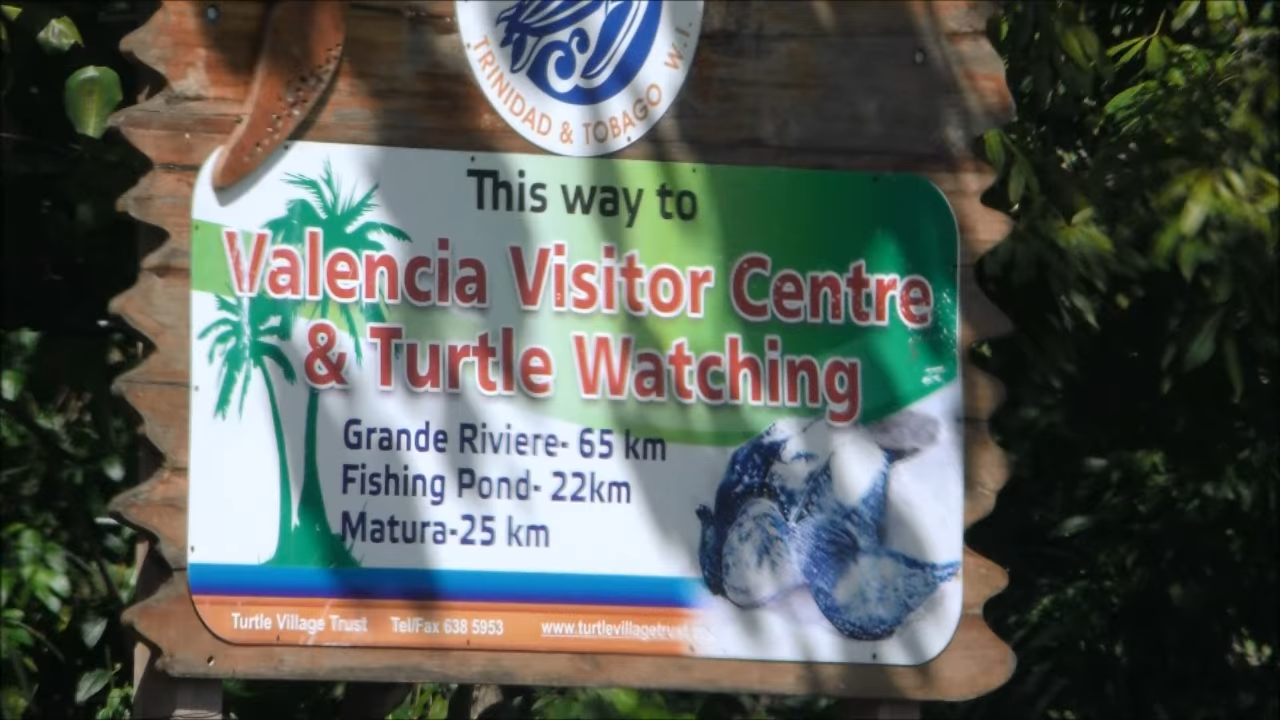 TRINIDAD & TOBAGO W.I.
This way to
Valencia Visitor Centre
& Turtle Watching
Grande Riviere- 65 km
Fishing Pond- 22km
Matura-25 km
Turtle Village Trust Tel/Fax 638 5953 www.turtlevillagetrust